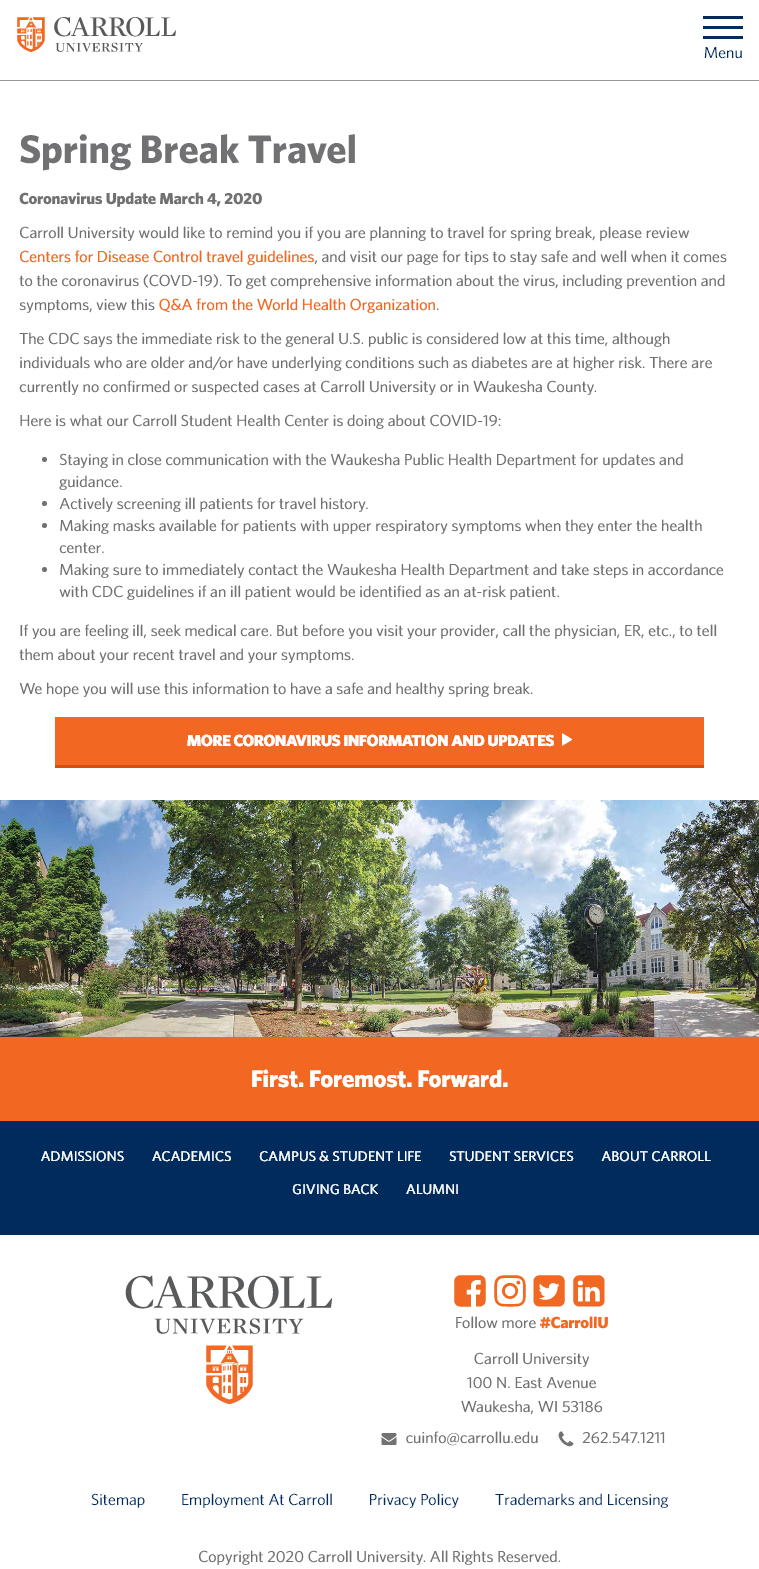 CARROLL
UNIVERSITY
Menu
Spring Break Travel
Coronavirus Update March 4, 2020
Carroll University would like to remind you if you are planning to travel for spring break, please review
Centers for Disease Control travel guidelines, and visit our page for tips to stay safe and well when it comes
to the coronavirus (COVD-19). To get comprehensive information about the virus, including prevention and
symptoms, view this Q&A from the World Health Organization.
The CDC says the immediate risk to the general U.S. public is considered low at this time, although
individuals who are older and/or have underlying conditions such as diabetes are at higher risk. There are
currently no confirmed or suspected cases at Carroll University or in Waukesha County.
Here is what our Carroll Student Health Center is doing about COVID-19:
• Staying in close communication with the Waukesha Public Health Department for updates and
guidance.
• Actively screening ill patients for travel history.
• Making masks available for patients with upper respiratory symptoms when they enter the health
center.
• Making sure to immediately contact the Waukesha Health Department and take steps in accordance
with CDC guidelines if an ill patient would be identified as an at-risk patient.
If you are feeling ill, seek medical care. But before you visit your provider, call the physician, ER, etc., to tell
them about your recent travel and your symptoms.
We hope you will use this information to have a safe and healthy spring break.
MORE CORONAVIRUS INFORMATION AND UPDATES
First. Foremost. Forward.
ADMISSIONS ACADEMICS CAMPUS & STUDENT LIFE STUDENT SERVICES ABOUT CARROLL
GIVING BACK ALUMNI
CARROLL
UNIVERSITY
Follow more #CarrollU
Carroll University
100 N. East Avenue
Waukesha, WI 53186
cuinfo@carrollu.edu 262.547.1211
Sitemap Employment At Carroll Privacy Policy Trademarks and Licensing
Copyright 2020 Carroll University. All Rights Reserved.